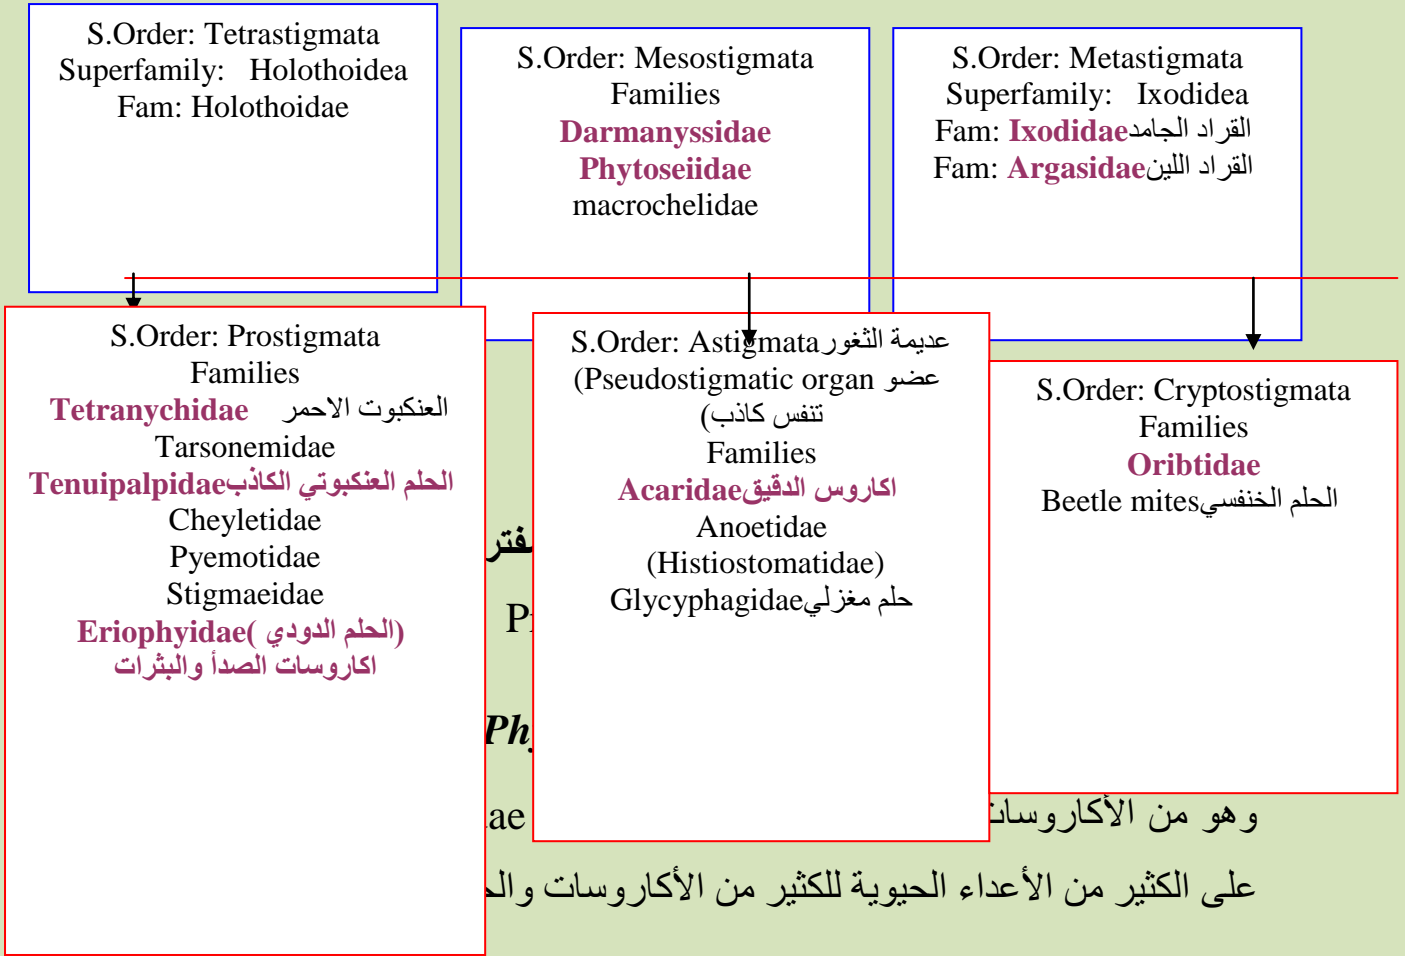 S.Order: Tetrastigmata
Superfamily: Holothoidea
Fam: Holothoidae
S.Order: Mesostigmata
Families
Darmanyssidae
Phytoseiidae
macrochelidae
S.Order: Metastigmata
Superfamily: Ixodidea
Fam: Ixodidae القراد الجامد
Fam: Argasidae القراد اللين
S.Order: Prostigmata
Families
Tetranychidae العنكبوت الاحمر
Tarsonemidae
Tenuipalpidae الحلم العنكبوتي الكاذب
Cheyletidae
Pyemotidae
Stigmaeidae
Eriophyidae( الحلم الدودي)
اكاروسات الصدأ والبثرات
S.Order: Astigmata عديمة الثغور
(Pseudostigmatic organ عضو
تنفس كاذب)
Families
Acaridae اكاروس الدقيق
Anoetidae
(Histiostomatidae)
Glycyphagidae حلم مغزلي
S.Order: Cryptostigmata
Families
Oribtidae
Beetle mites الحلم الخنفسي
وهو من الأكاروسات
على الكثير من الأعداء الحيوية للكثير من الأكاروسات